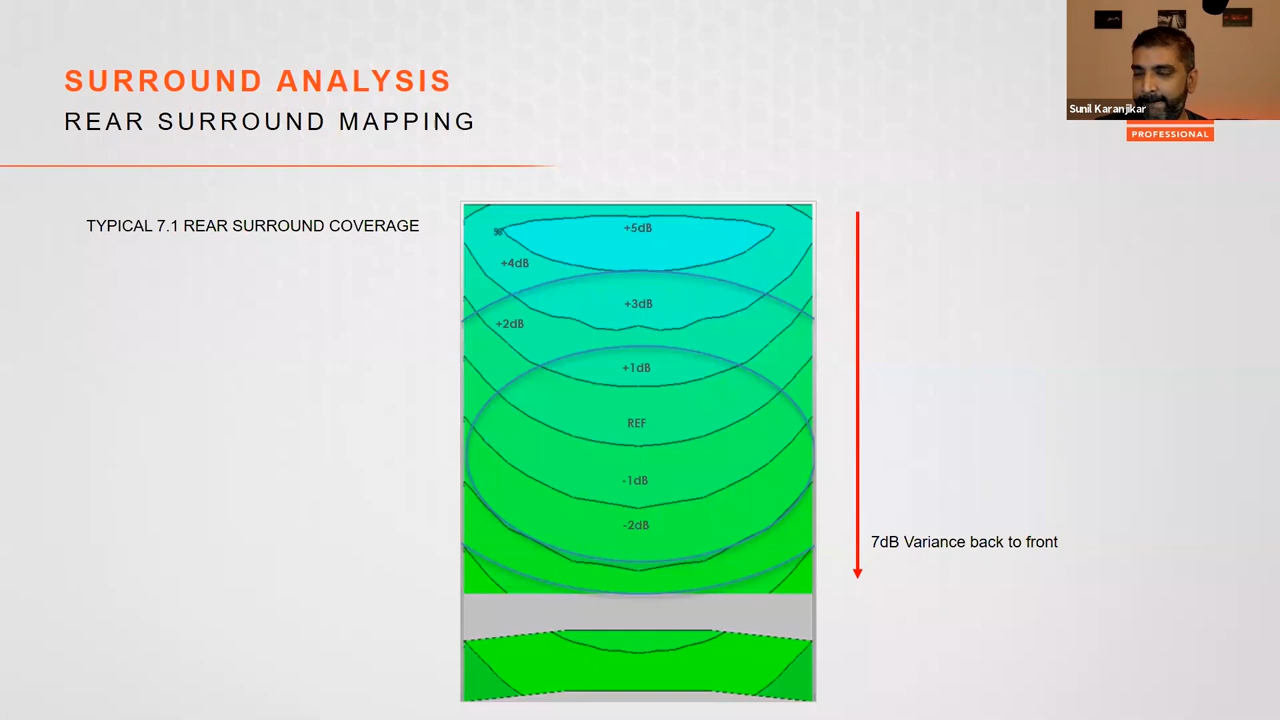 SURROUND ANALYSIS
REAR SURROUND MAPPING
Sunil Karanjikar
PROFESSIONAL
TYPICAL 7.1 REAR SURROUND COVERAGE
+5dB
+4dB
+3dB
+2dB
+1dB
REF
-1dB
-2dB
7dB Variance back to front